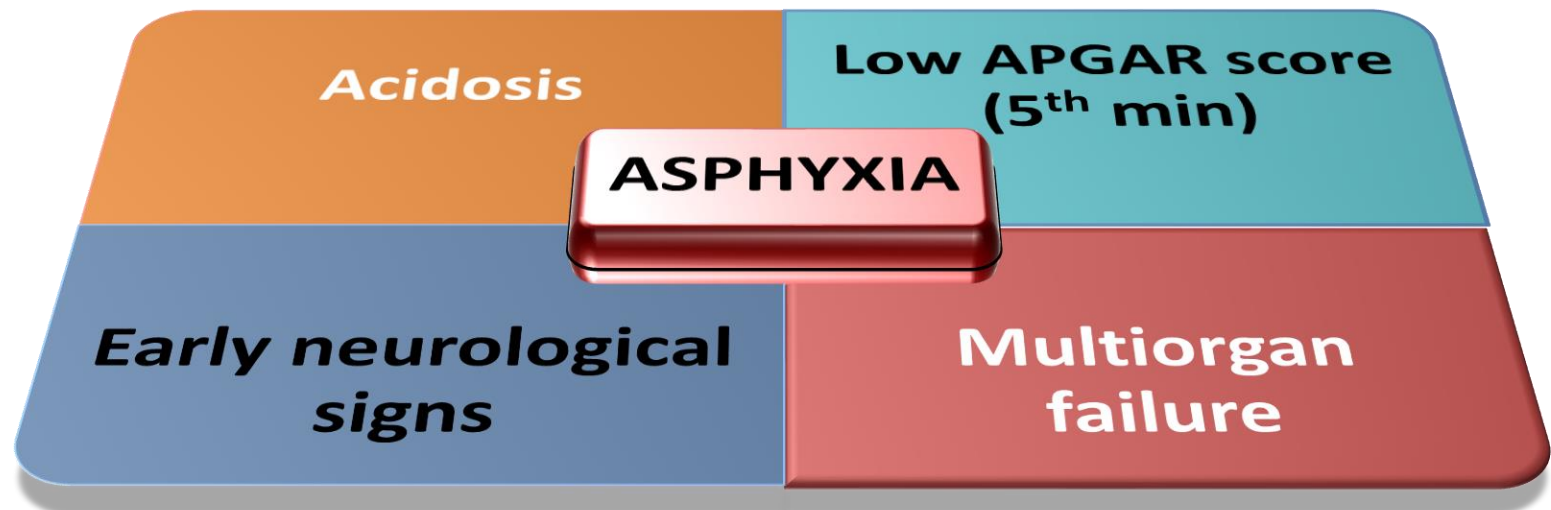 Acidosis
Low APGAR score
(5th min)
ASPHYXIA
Early neurological
signs
Multiorgan
failure